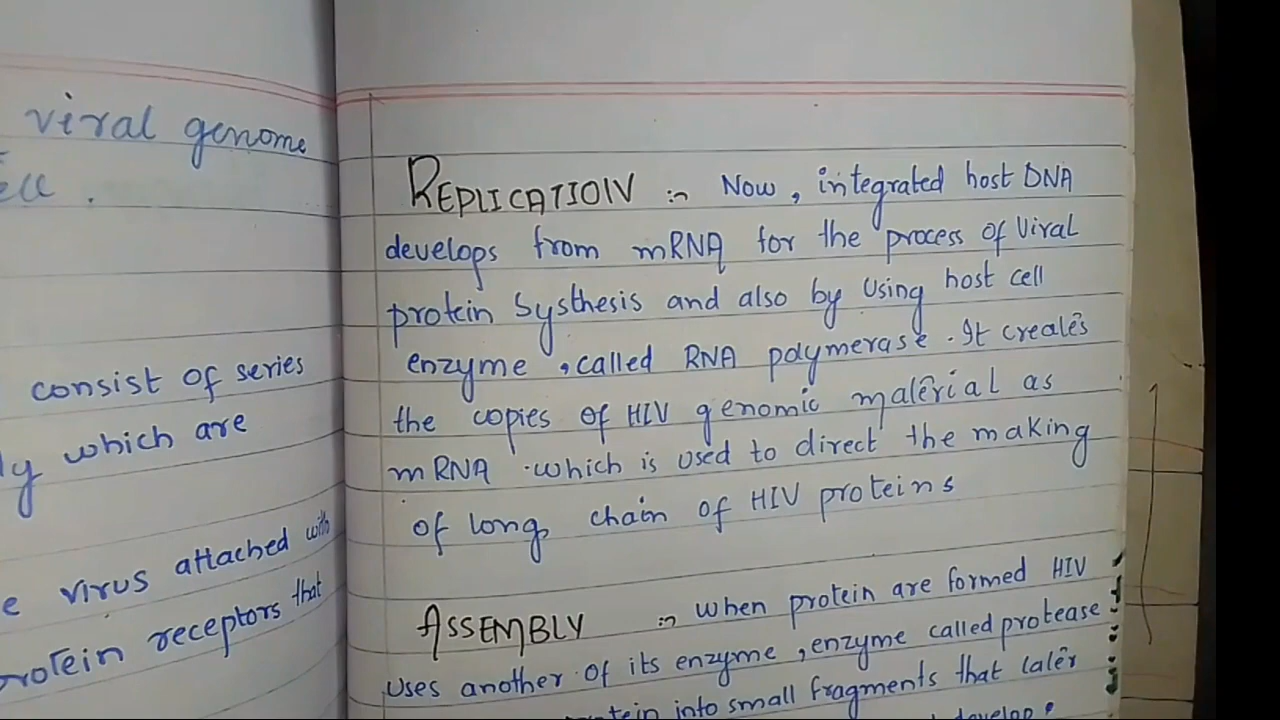 viral genome
consist of series
which are
virus attached with
receptors that
REPLICATION :- Now, integrated host DNA
develops from mRNA for the process of Viral
protein Systhesis and also by Using host cell
enzyme, called RNA polymerase. It creates
the copies of HIV genomic material as
mRNA .which is used to direct the making
of long chain of HIV proteins
ASSEMBLY :- when protein are formed HIV
uses another of its enzyme, enzyme called protease
into small fragments that later
develop